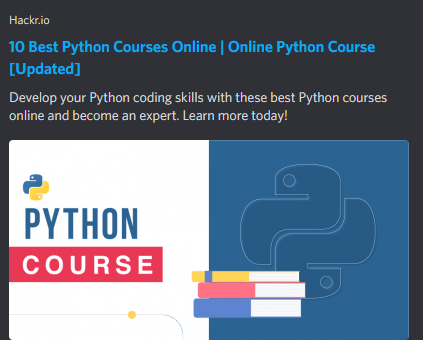 Hackr.io
10 Best Python Courses Online | Online Python Course
[Updated]
Develop your Python coding skills with these best Python courses
online and become an expert. Learn more today!
PYTHON
COURSE